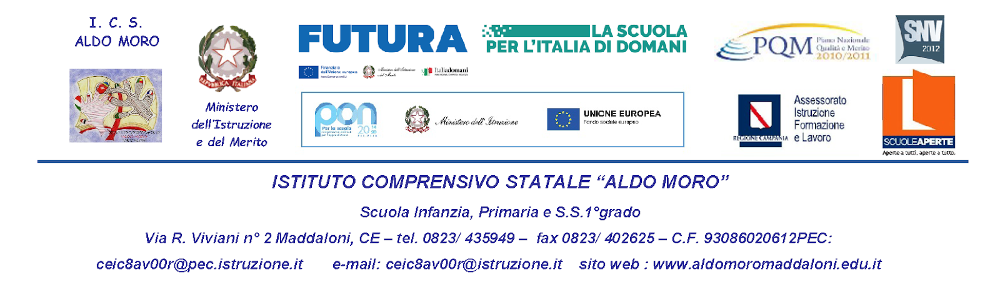 I. C. S.
ALDO MORO
REPVBBLICA ITALIANA
Ministero
dell'Istruzione
e del Merito
FUTURA
LA SCUOLA
PER L'ITALIA DI DOMANI
Finanziato
dall'Unione europea
Ministero dell'Istruzione
e del Merito
Italiadomani
pon
Per la scuola
20 14
20
Ministero dell'Istruzione
UNIONE EUROPEA
Fondo sociale europeo
PQM Piano Nazionale
Qualità e Merito
2010/2011
SNV
2012
REGIONE CAMPANIA
Assessorato
Istruzione
Formazione
e Lavoro
SCUOLEAPERTE
Aperte a tutti, aperte a tutto.
ISTITUTO COMPRENSIVO STATALE “ALDO MORO”
Scuola Infanzia, Primaria e S.S.1°grado
Via R. Viviani n° 2 Maddaloni, CE – tel. 0823/ 435949 – fax 0823/ 402625 – C.F. 93086020612PEC:
ceic8av00r@pec.istruzione.it e-mail: ceic8av00r@istruzione.it sito web : www.aldomoromaddaloni.edu.it